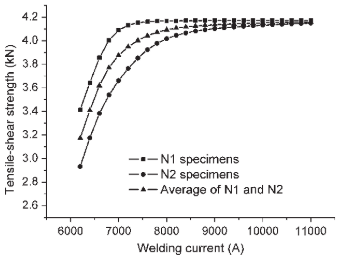 4.2
4.0
3.8
3.6
3.4
3.2
3.0
2.8
2.6
Tensile-shear strength (kN)
N1 specimens
N2 specimens
Average of N1 and N2
6000 7000 8000 9000 10000 11000
Welding current (A)